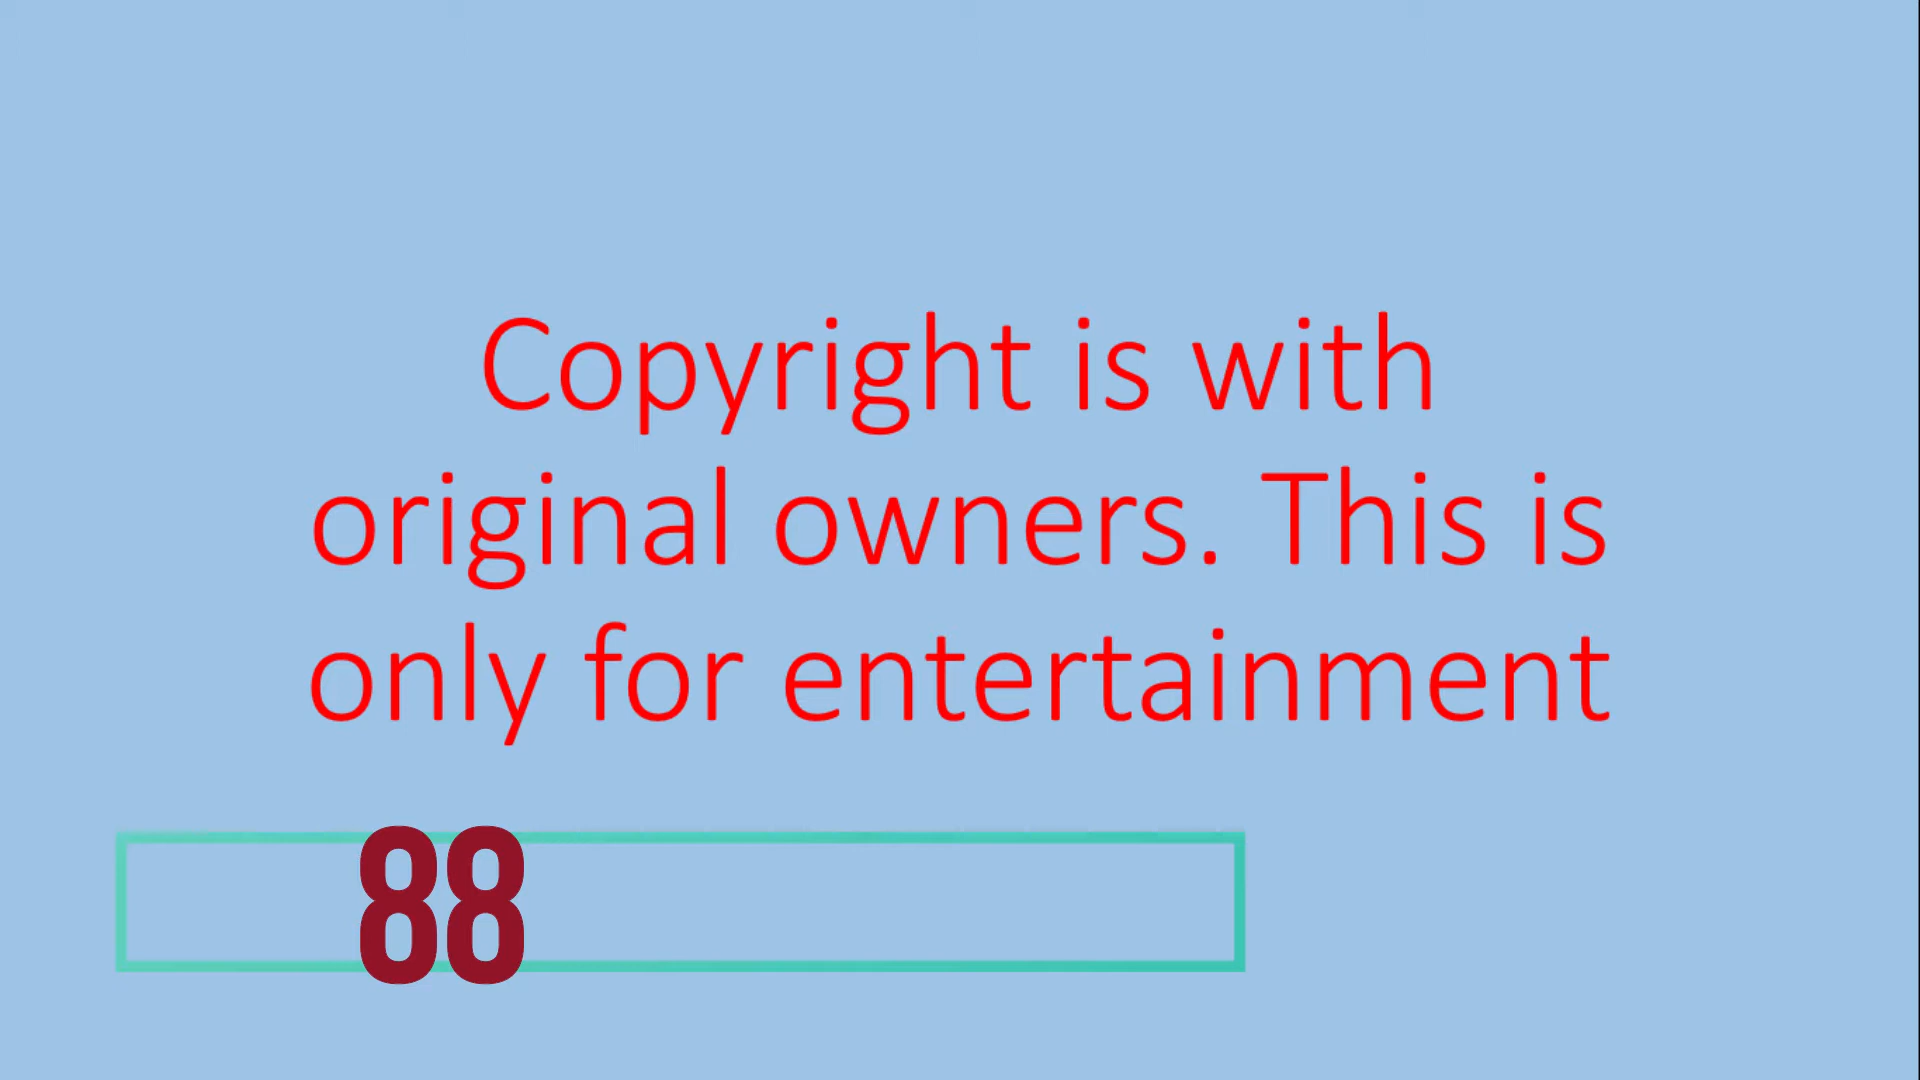 Copyright is with
original owners. This is
only for entertainment
88